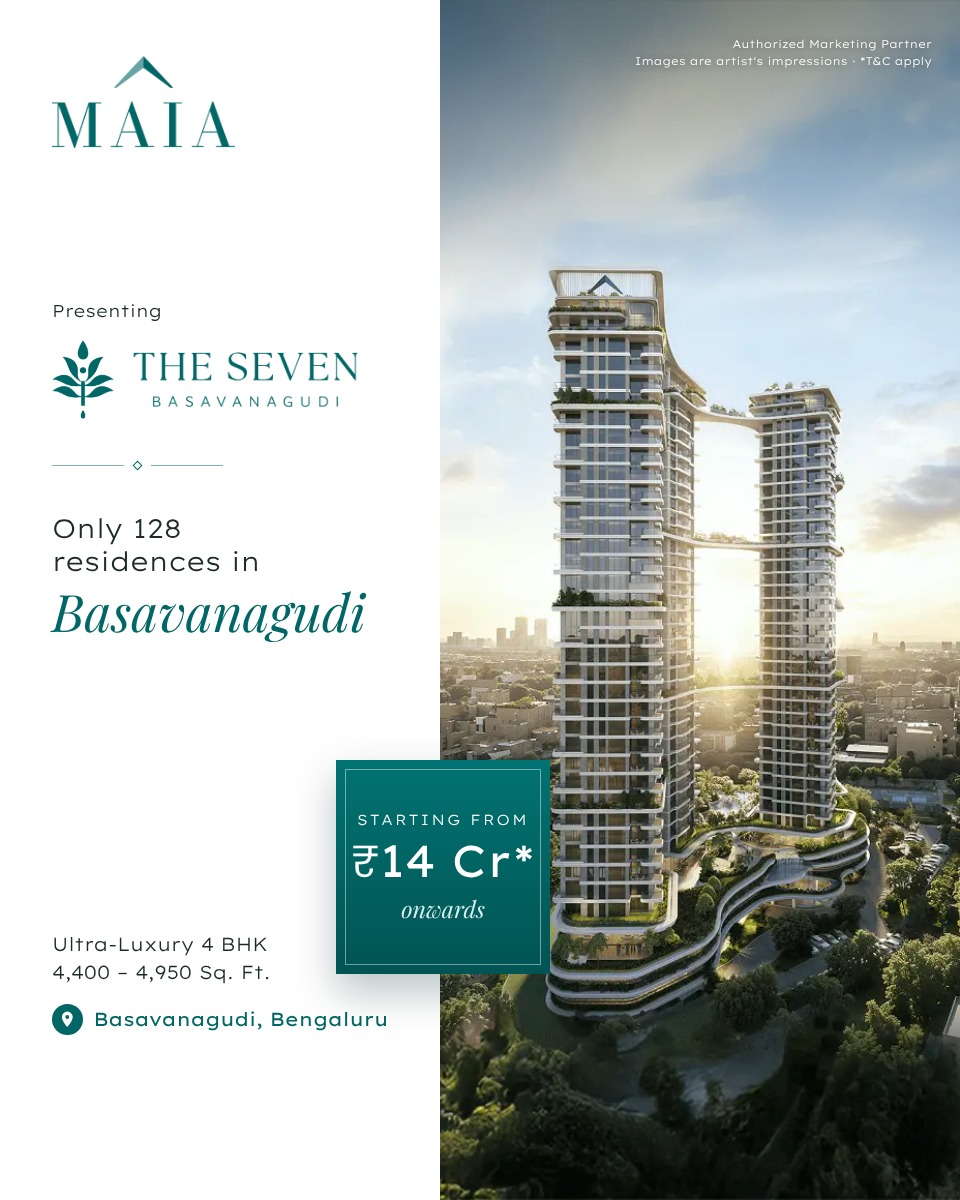 Authorized Marketing Partner
Images are artist's impressions · *T&C apply
MAIA
Presenting
THE SEVEN
BASAVANAGUDI
Only 128
residences in
Basavanagudi
STARTING FROM
₹14 Cr*
onwards
Ultra-Luxury 4 BHK
4,400 – 4,950 Sq. Ft.
Basavanagudi, Bengaluru